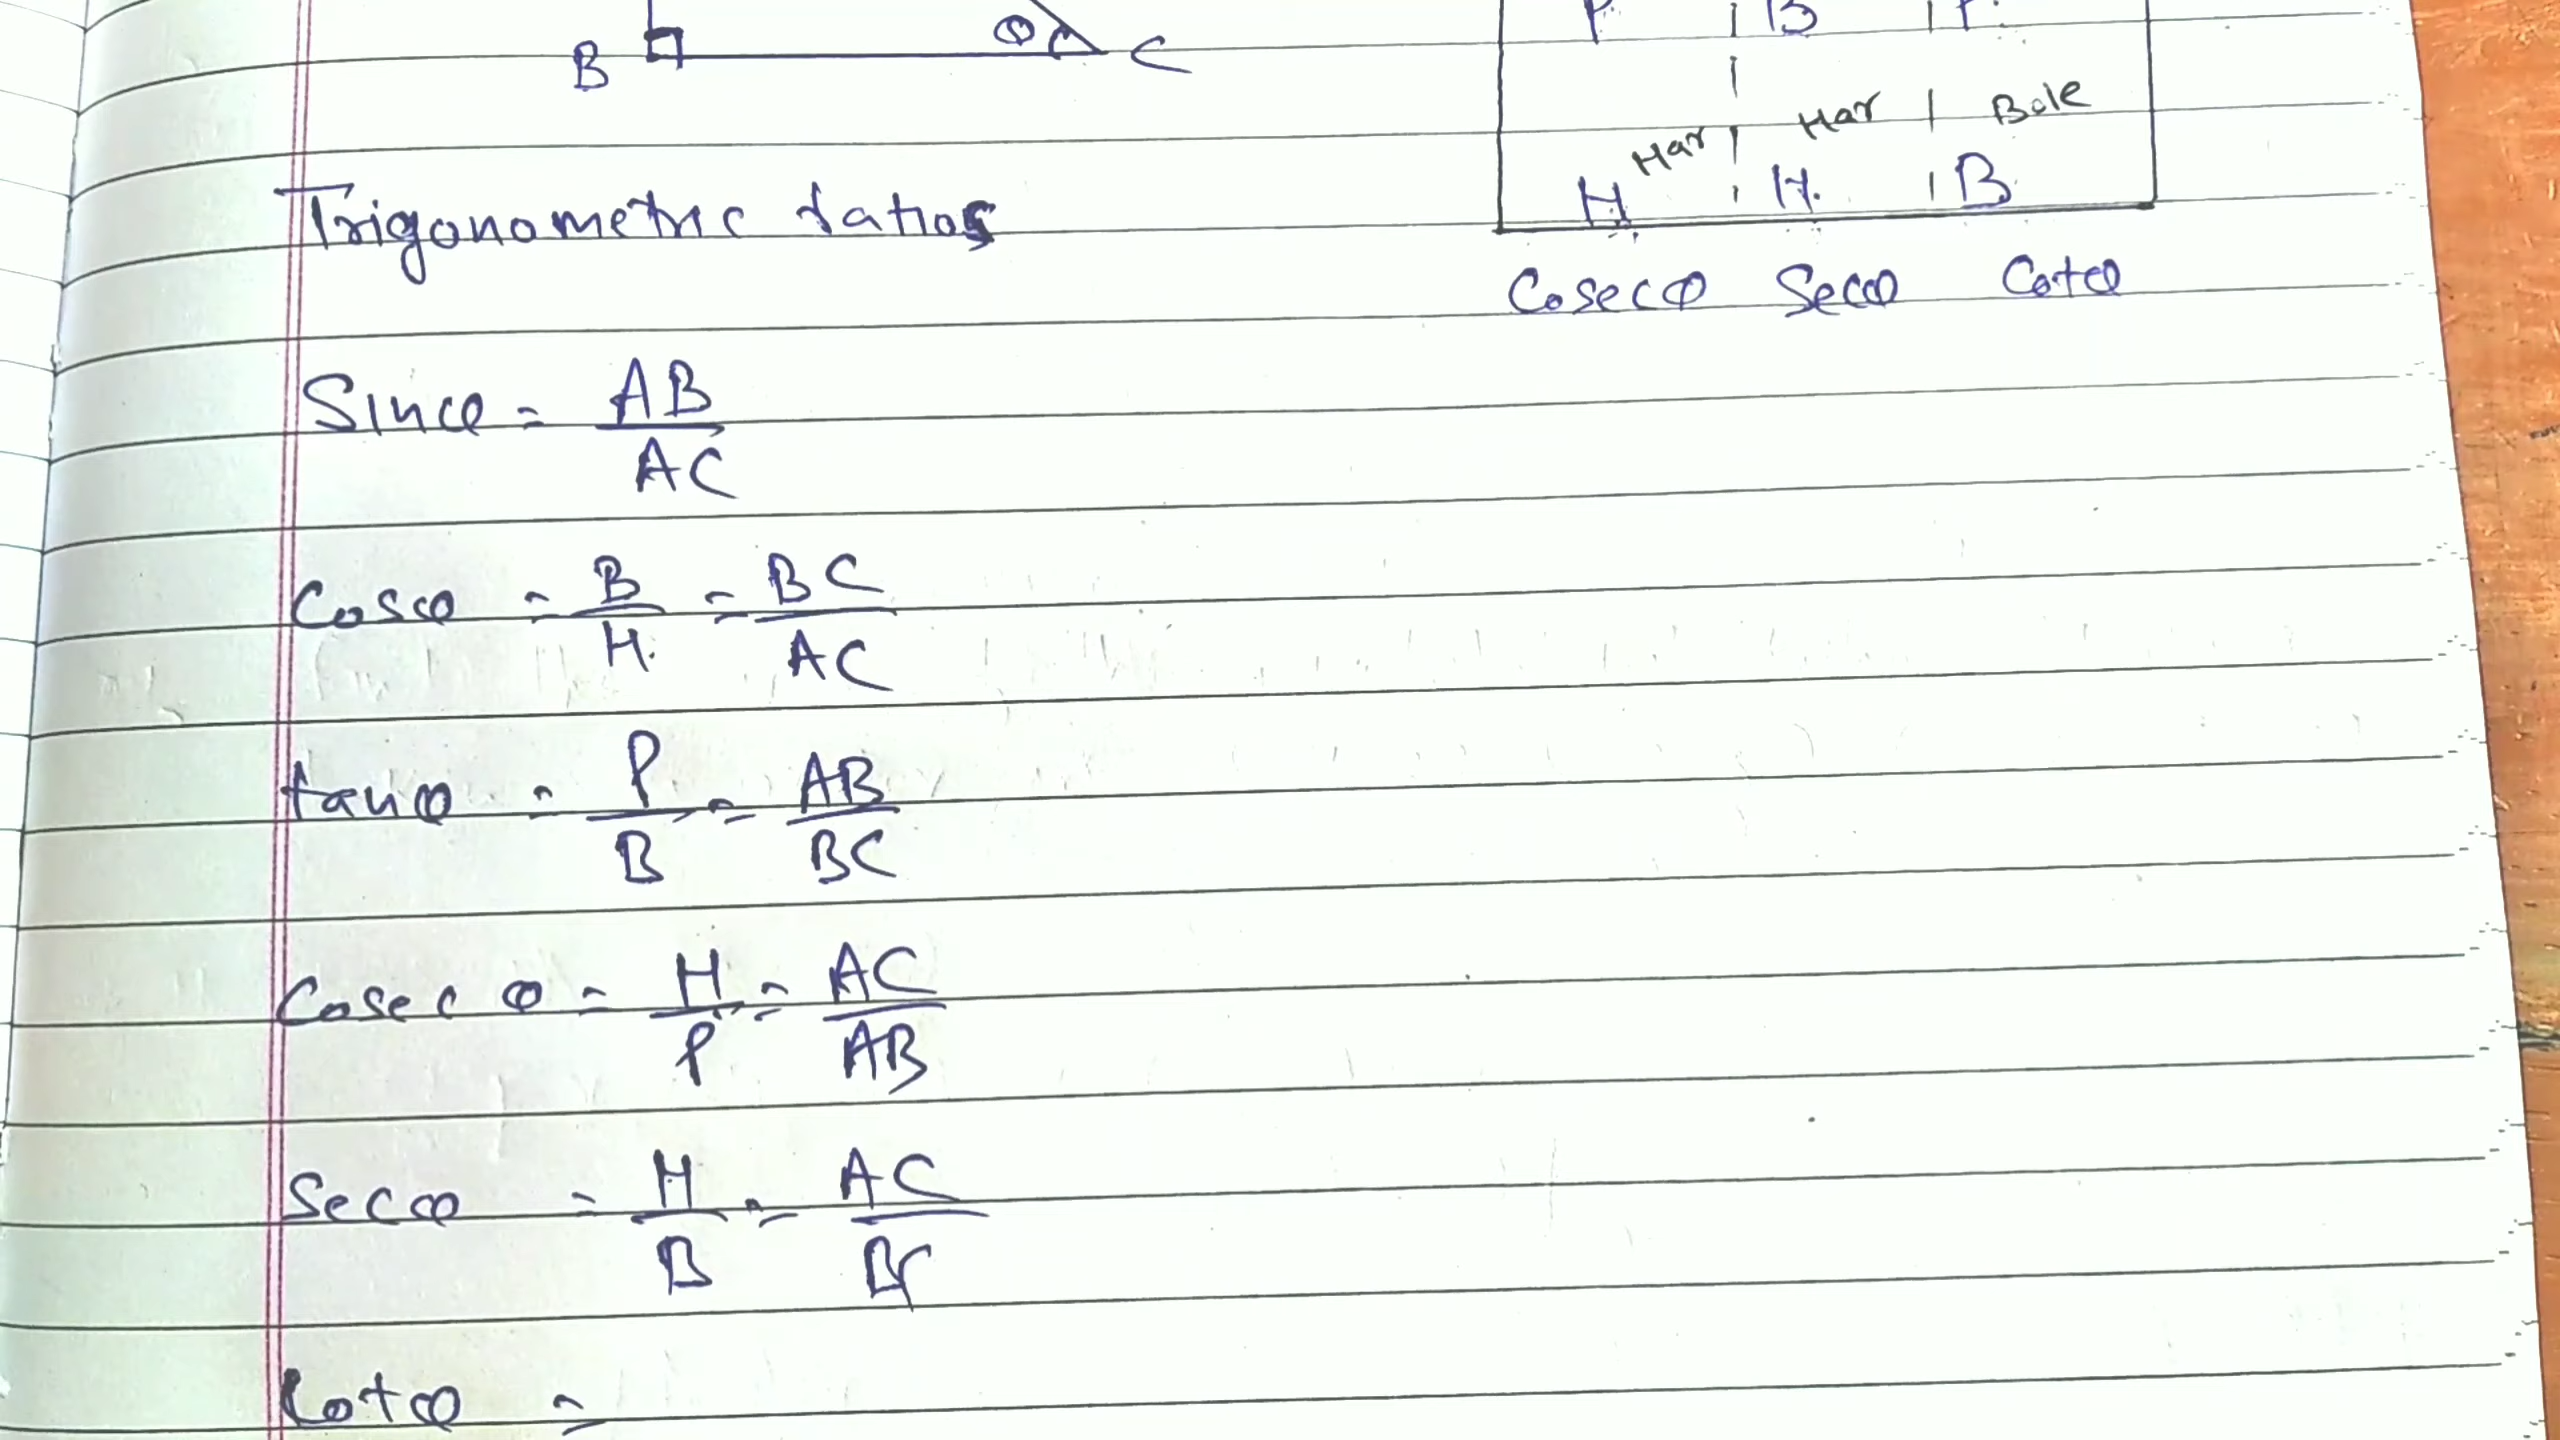 B C
P. B P.
Har Har Bole
H H. B
Trigonometric ratios
Cosecθ Secθ Cotθ
Sinθ = AB/AC
Cosθ = B/H. = BC/AC
tanθ = P/B = AB/BC
Cosec θ = H/P = AC/AB
Secθ = H/B = AC/BC
Cotθ =